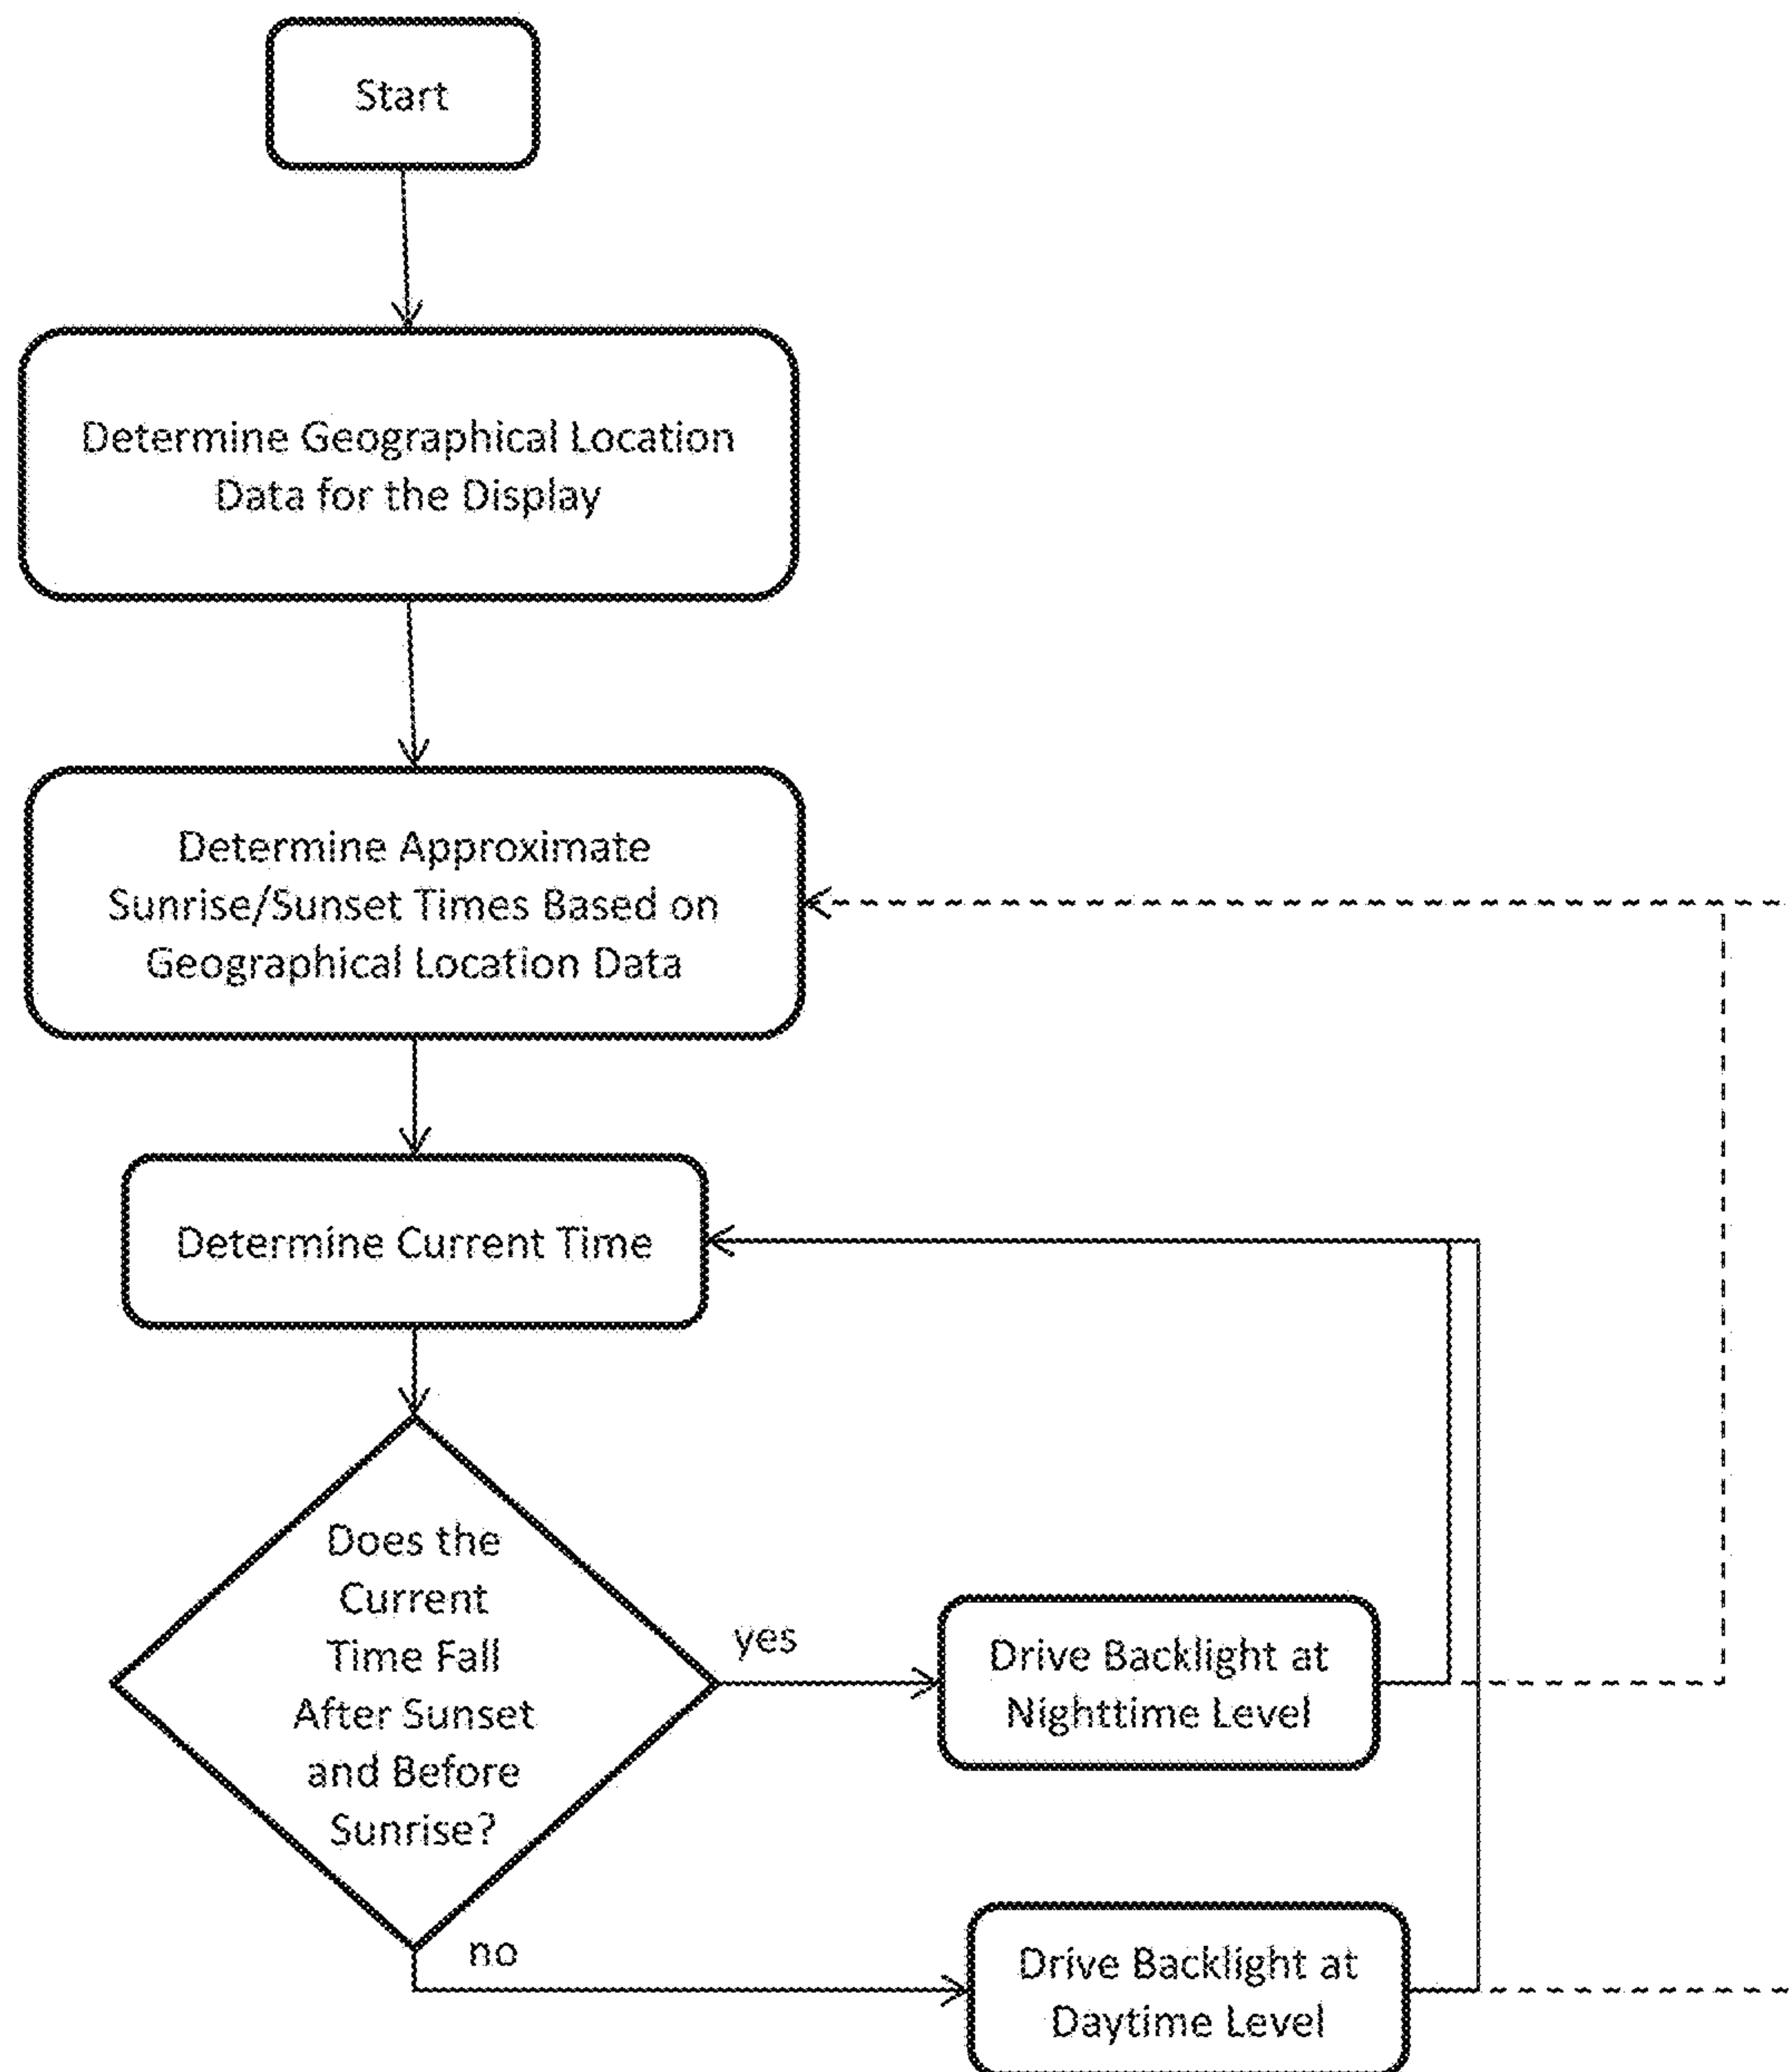 Start
Determine Geographical Location
Data for the Display
Determine Approximate
Sunrise/Sunset Times Based on
Geographical Location Data
Determine Current Time
Does the
Current
Time Fall
After Sunset
and Before
Sunrise?
yes
Drive Backlight at
Nighttime Level
no
Drive Backlight at
Daytime Level